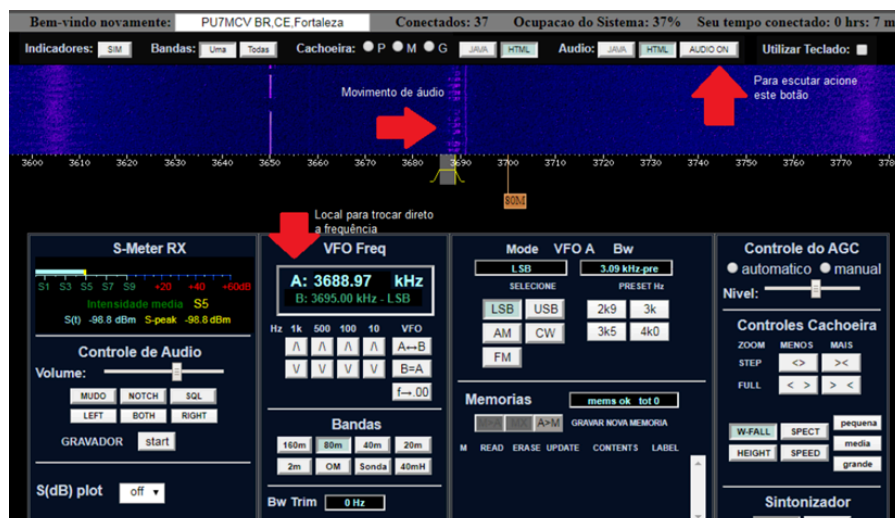 Bem-vindo novamente: PU7MCV BR,CE,Fortaleza Conectados: 37 Ocupacao do Sistema: 37% Seu tempo conectado: 0 hrs: 7 m
Indicadores: SIM Bandas: Uma Todas Cachoeira: P M G JAVA HTML Audio: JAVA HTML AUDIO ON Utilizar Teclado:
Movimento de áudio
Para escutar acione
este botão
3600 3610 3620 3630 3640 3650 3660 3670 3680 3690 3700 3710 3720 3730 3740 3750 3760 3770 378
80M
Local para trocar direto
a frequência
S-Meter RX
S1 S3 S5 S7 S9 +20 +40 +60dB
Intensidade media S5
S(t) -98.8 dBm S-peak -98.8 dBm
Controle de Audio
Volume:
MUDO NOTCH SQL
LEFT BOTH RIGHT
GRAVADOR start
S(dB) plot off
VFO Freq
A: 3688.97 kHz
B: 3695.00 kHz - LSB
Hz 1k 500 100 10 VFO
/\ /\ /\ /\ A↔B
\/ \/ \/ \/ B=A
f→.00
Bandas
160m 80m 40m 20m
2m OM Sonda 40mH
Bw Trim 0 Hz
Mode VFO A Bw
LSB 3.09 kHz-pre
SELECIONE PRESET Hz
LSB USB 2k9 3k
AM CW 3k5 4k0
FM
Memorias mems ok tot 0
A>M GRAVAR NOVA MEMORIA
M READ ERASE UPDATE CONTENTS LABEL
Controle do AGC
automatico manual
Nivel:
Controles Cachoeira
ZOOM MENOS MAIS
STEP <> ><
FULL < > > <
W-FALL SPECT pequena
HEIGHT SPEED media
grande
Sintonizador